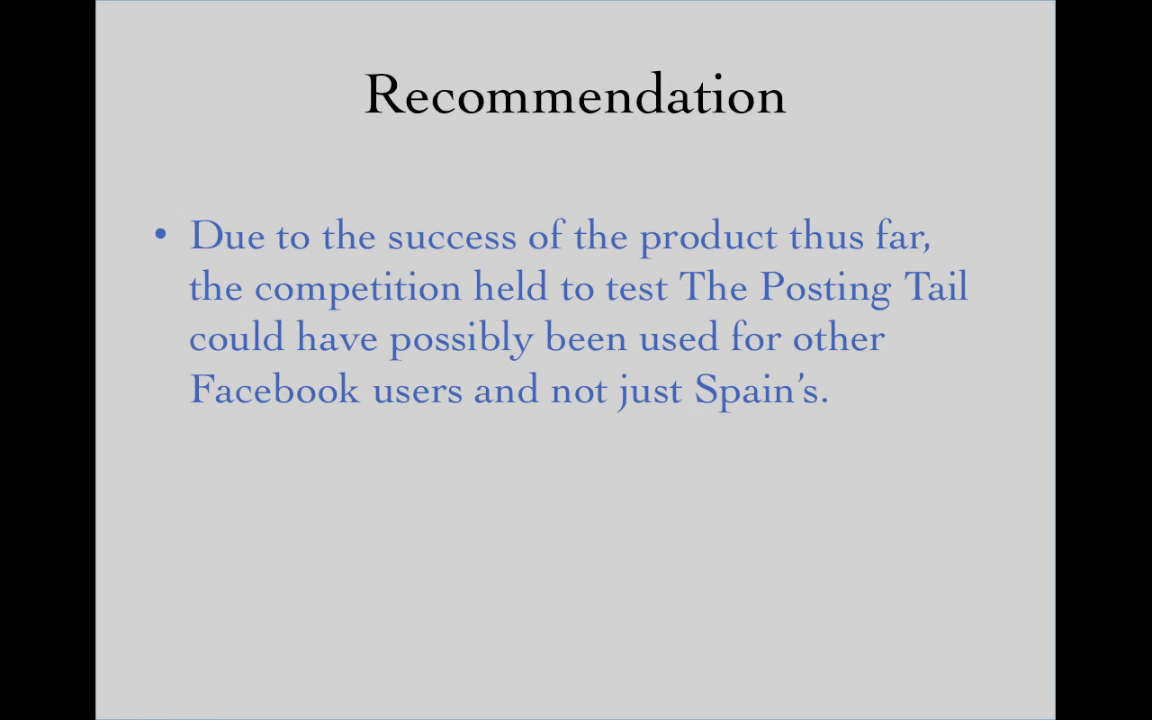 Recommendation
• Due to the success of the product thus far,
the competition held to test The Posting Tail
could have possibly been used for other
Facebook users and not just Spain’s.